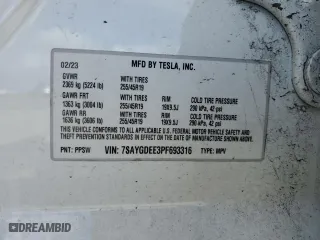 02/23 MFD BY TESLA, INC.
GVWR WITH TIRES
2365 kg (5224 lb) 255/45R19
GAWR FRT WITH TIRES RIM COLD TIRE PRESSURE
1363 kg (3004 lb) 255/45R19 19X9.5J 290 kPa, 42 psi
GAWR RR WITH TIRES RIM COLD TIRE PRESSURE
1636 kg (3606 lb) 255/45R19 19X9.5J 290 kPa, 42 psi
THIS VEHICLE CONFORMS TO ALL APPLICABLE U.S. FEDERAL MOTOR VEHICLE SAFETY
AND THEFT PREVENTION STANDARDS IN EFFECT ON THE DATE OF MANUFACTURE SHOWN ABOVE.
PNT: PPSW VIN: 7SAYGDEE3PF693316 TYPE: MPV
DREAMBID